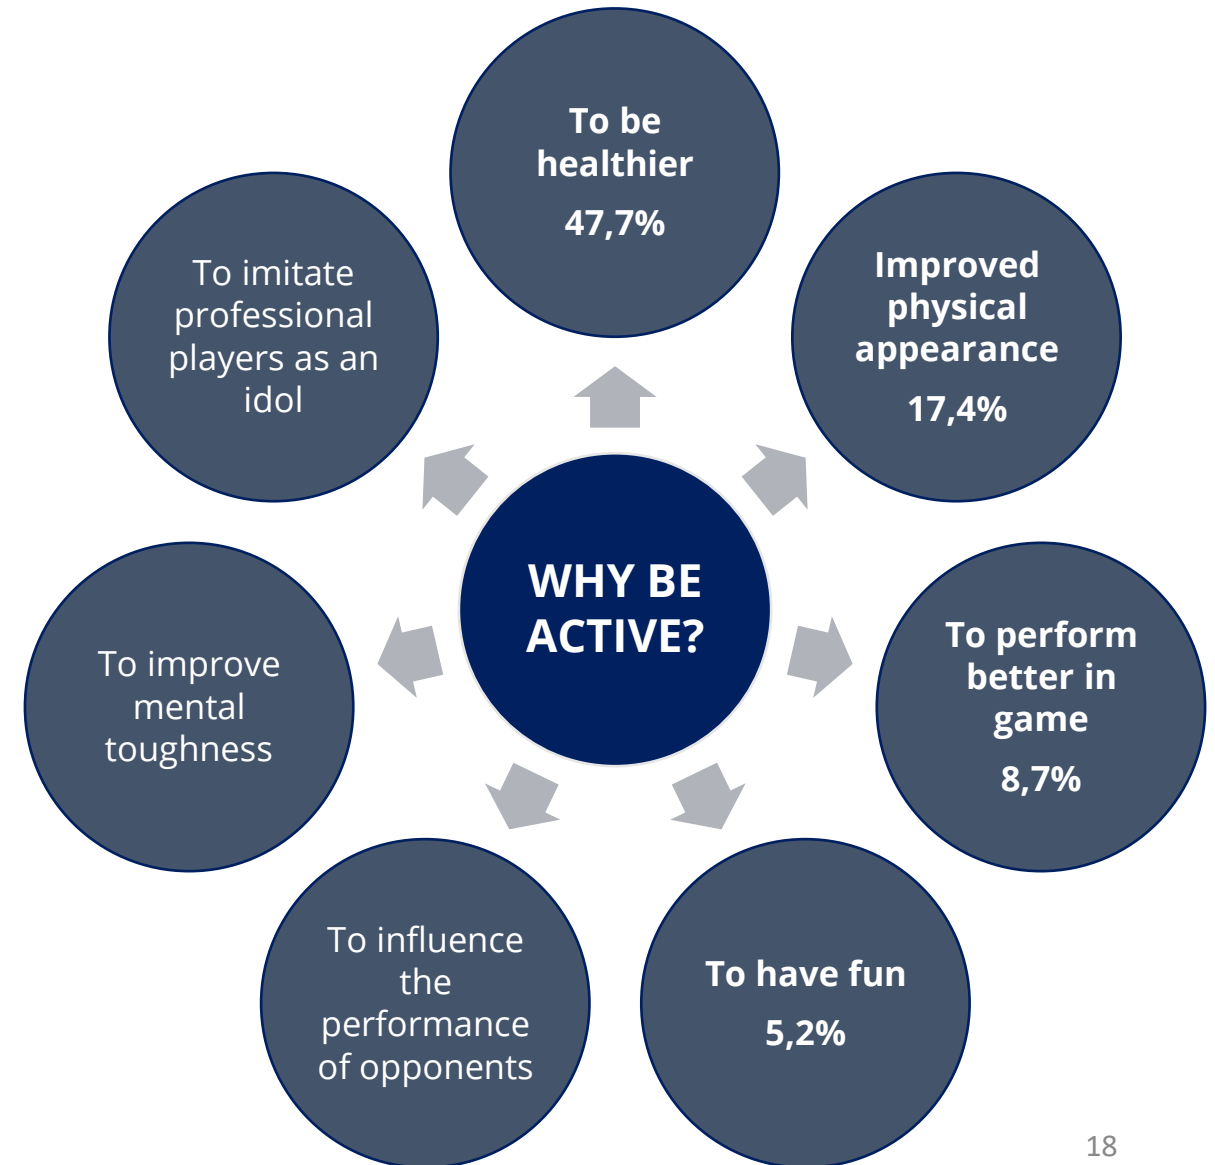 To be
healthier
47,7%
Improved
physical
appearance
17,4%
To perform
better in
game
8,7%
To have fun
5,2%
To influence
the
performance
of opponents
To improve
mental
toughness
To imitate
professional
players as an
idol
WHY BE
ACTIVE?
18